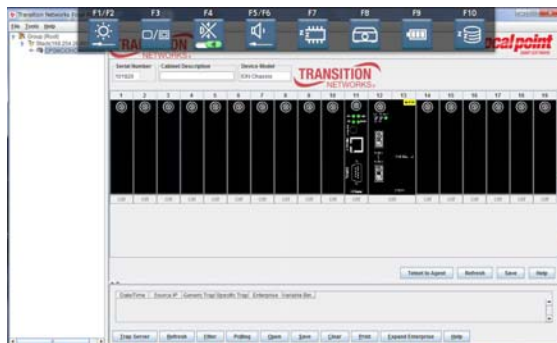 Transition Networks Focal
F1/F2 F3 F4 F5/F6 F7 F8 F9 F10
File Tools Help
Group (Root)
TRANSITION
NETWORKS
focalpoint
Serial Number Cabinet Description Device Model
ION Chassis
TRANSITION
NETWORKS
1 2 3 4 5 6 7 8 9 10 11 12 13 14 15 16 17 18 19
Telnet to Agent Refresh Save Help
Date/Time Source IP Generic Trap Specific Trap Enterprise Variable Bin...
Trap Server Refresh Filter Polling Open Save Clear Print Expand Enterprise Help